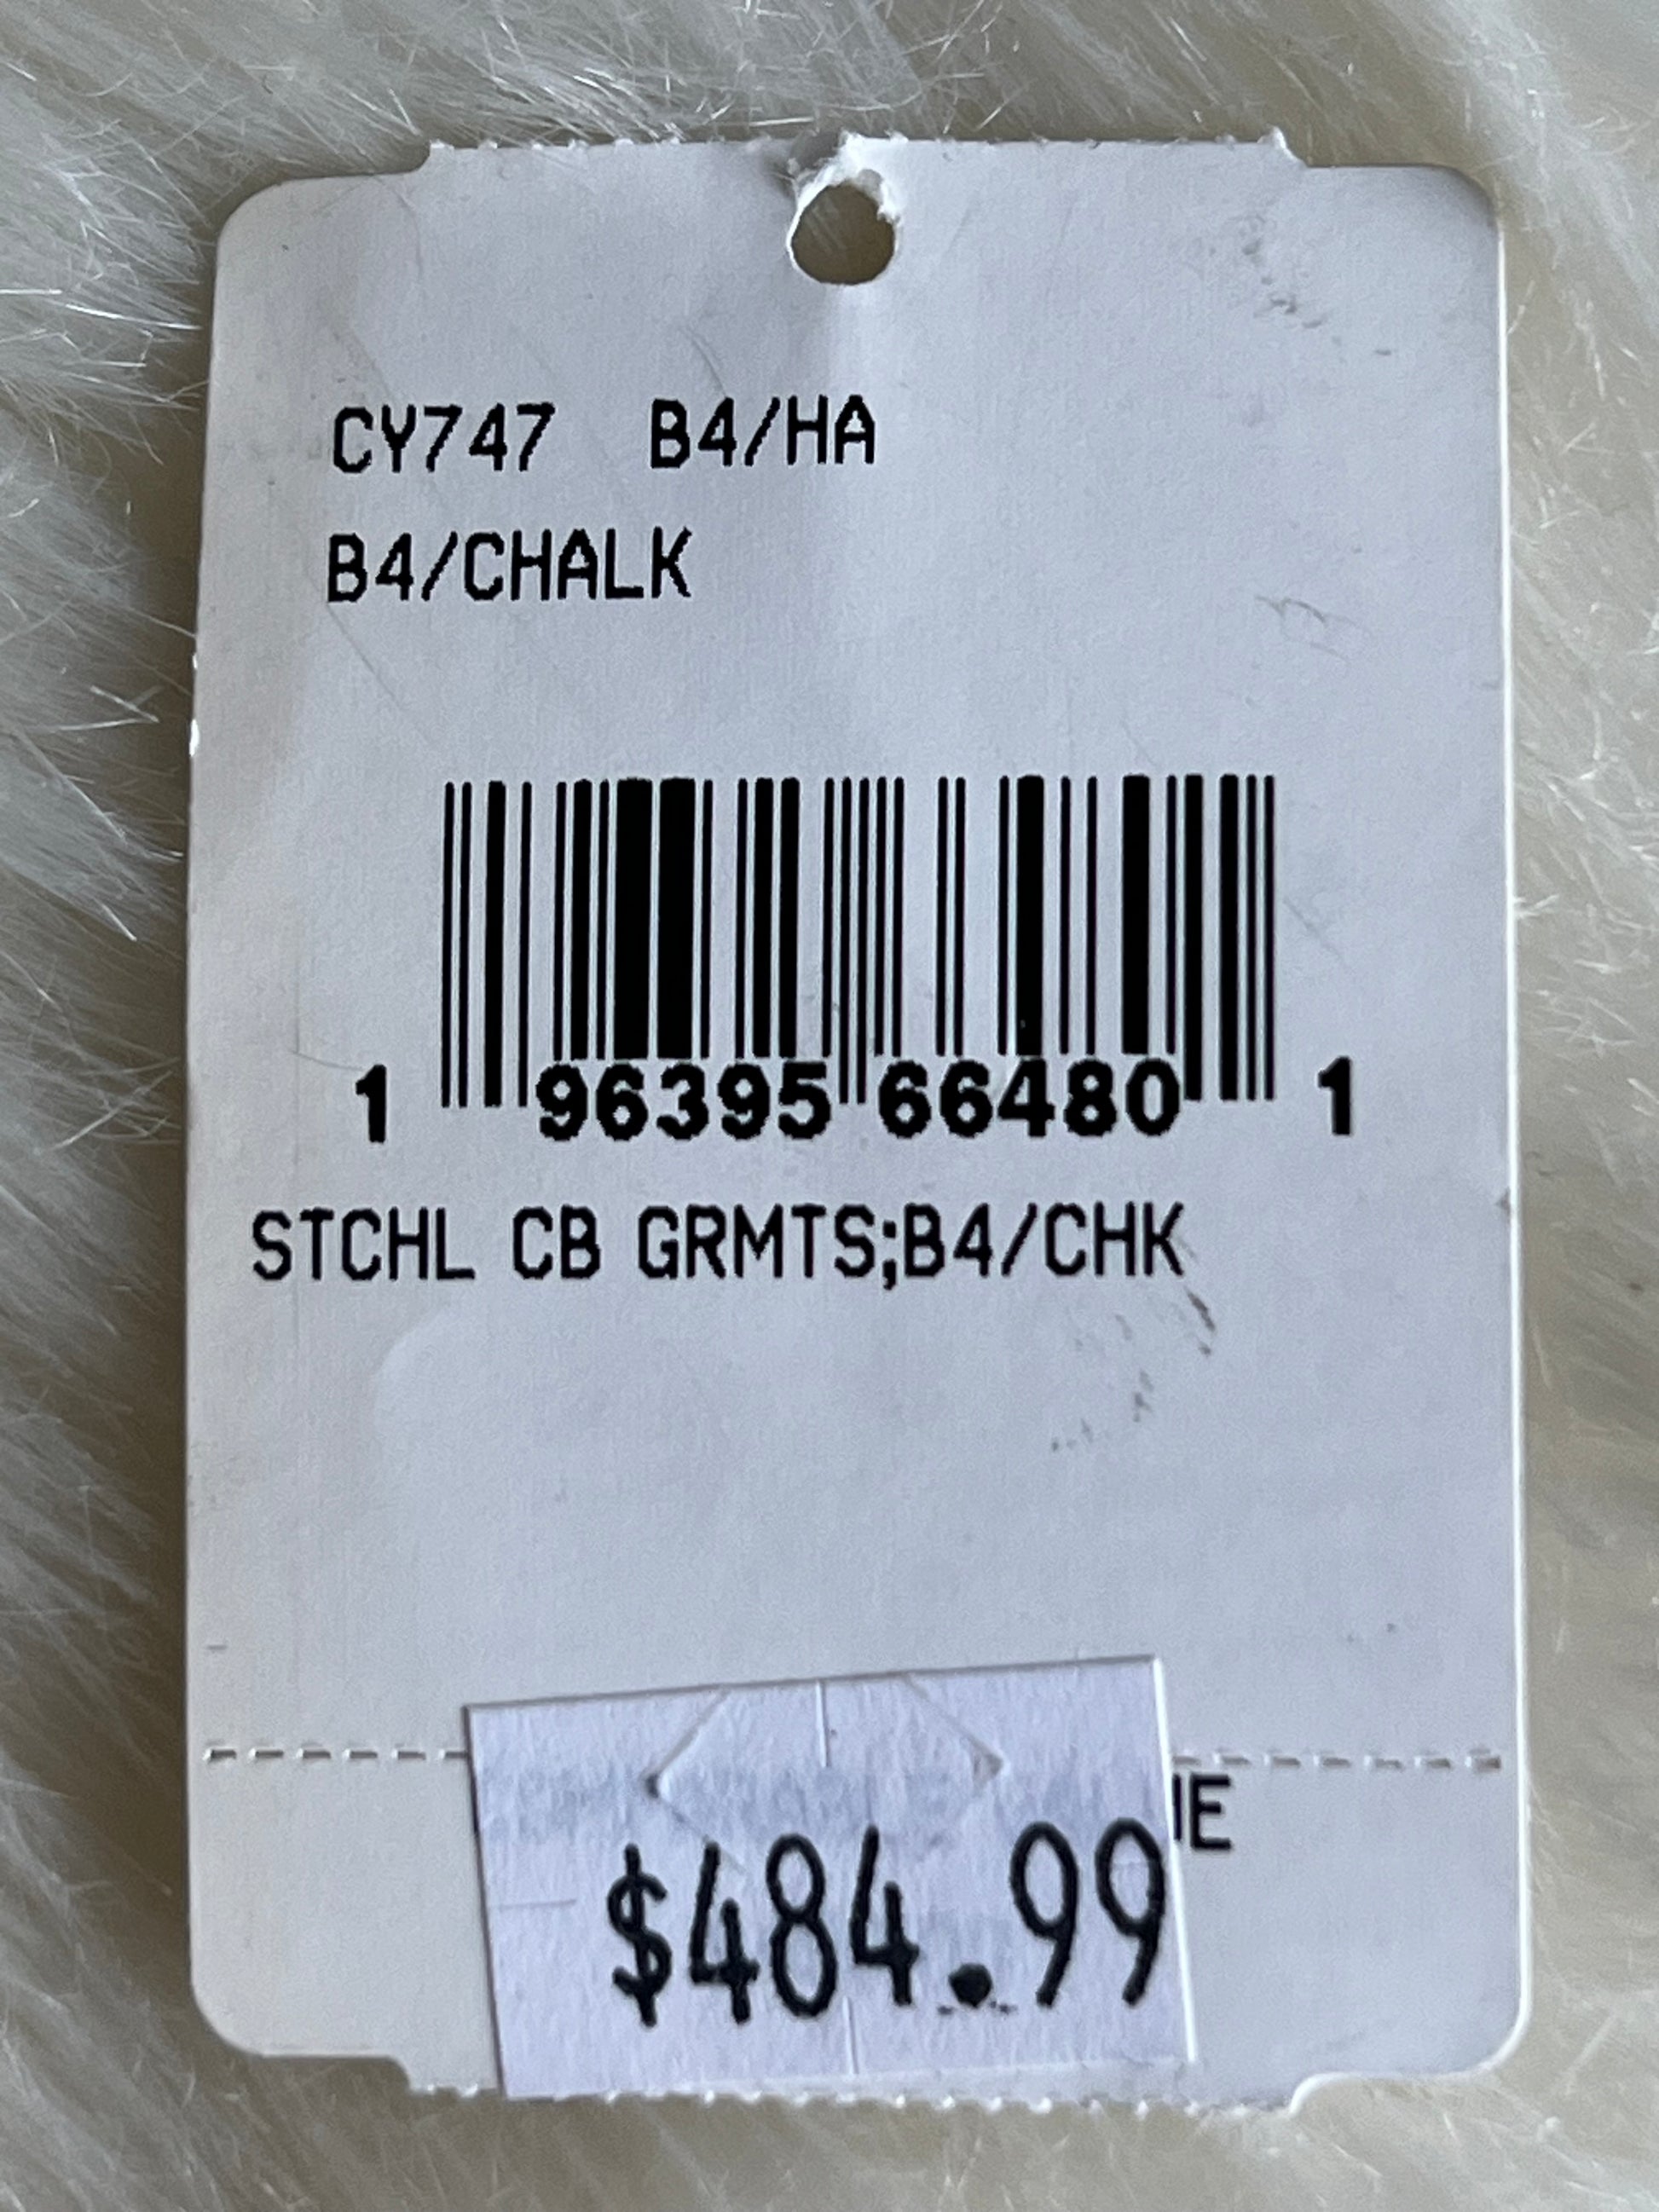 CY747 B4/HA
B4/CHALK
1 96395 66480 1
STCHL CB GRMTS;B4/CHK
$484.99